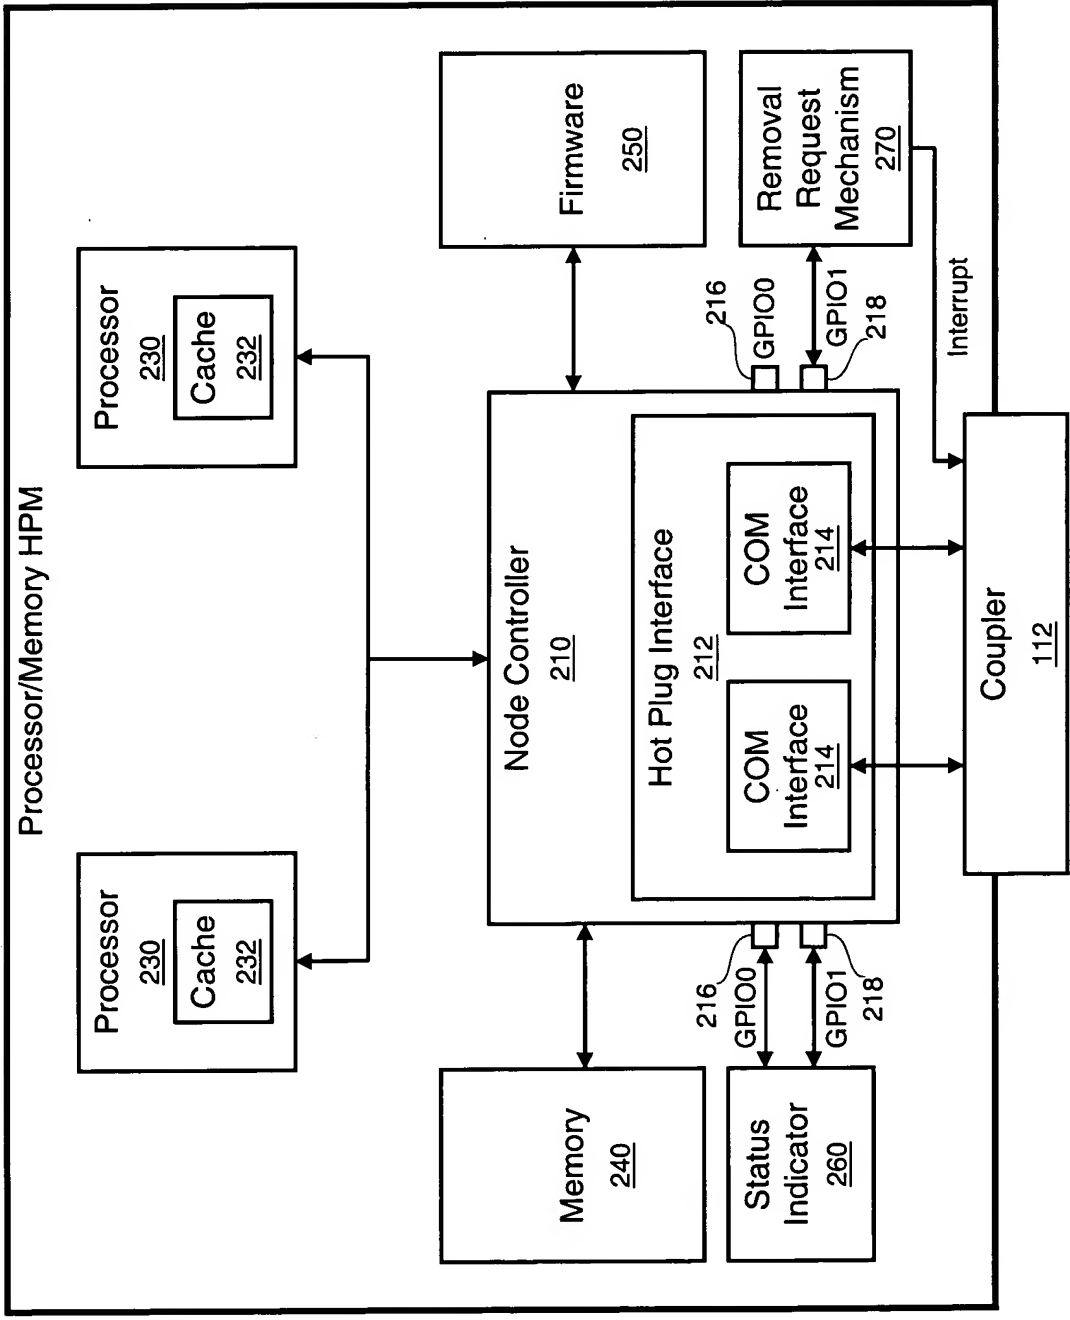 Processor/Memory HPM
Processor
230
Cache
232
Processor
230
Cache
232
Memory
240
Node Controller
210
Firmware
250
Hot Plug Interface
212
COM
Interface
214
COM
Interface
214
Status
Indicator
260
216
GPIO0
GPIO1
218
216
GPIO0
GPIO1
218
Removal
Request
Mechanism
270
Interrupt
Coupler
112